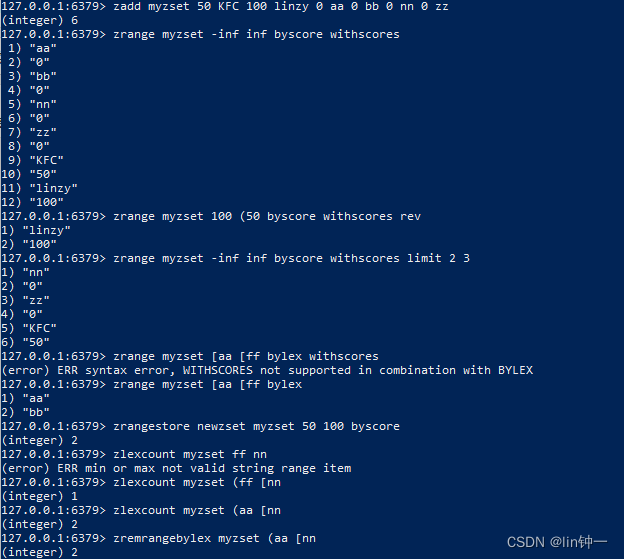 127.0.0.1:6379> zadd myzset 50 KFC 100 linzy 0 aa 0 bb 0 nn 0 zz
(integer) 6
127.0.0.1:6379> zrange myzset -inf inf byscore withscores
 1) "aa"
 2) "0"
 3) "bb"
 4) "0"
 5) "nn"
 6) "0"
 7) "zz"
 8) "0"
 9) "KFC"
10) "50"
11) "linzy"
12) "100"
127.0.0.1:6379> zrange myzset 100 (50 byscore withscores rev
1) "linzy"
2) "100"
127.0.0.1:6379> zrange myzset -inf inf byscore withscores limit 2 3
1) "nn"
2) "0"
3) "zz"
4) "0"
5) "KFC"
6) "50"
127.0.0.1:6379> zrange myzset [aa [ff bylex withscores
(error) ERR syntax error, WITHSCORES not supported in combination with BYLEX
127.0.0.1:6379> zrange myzset [aa [ff bylex
1) "aa"
2) "bb"
127.0.0.1:6379> zrangestore newzset myzset 50 100 byscore
(integer) 2
127.0.0.1:6379> zlexcount myzset ff nn
(error) ERR min or max not valid string range item
127.0.0.1:6379> zlexcount myzset (ff [nn
(integer) 1
127.0.0.1:6379> zlexcount myzset (aa [nn
(integer) 2
127.0.0.1:6379> zremrangebylex myzset (aa [nn
(integer) 2
CSDN @lin钟一